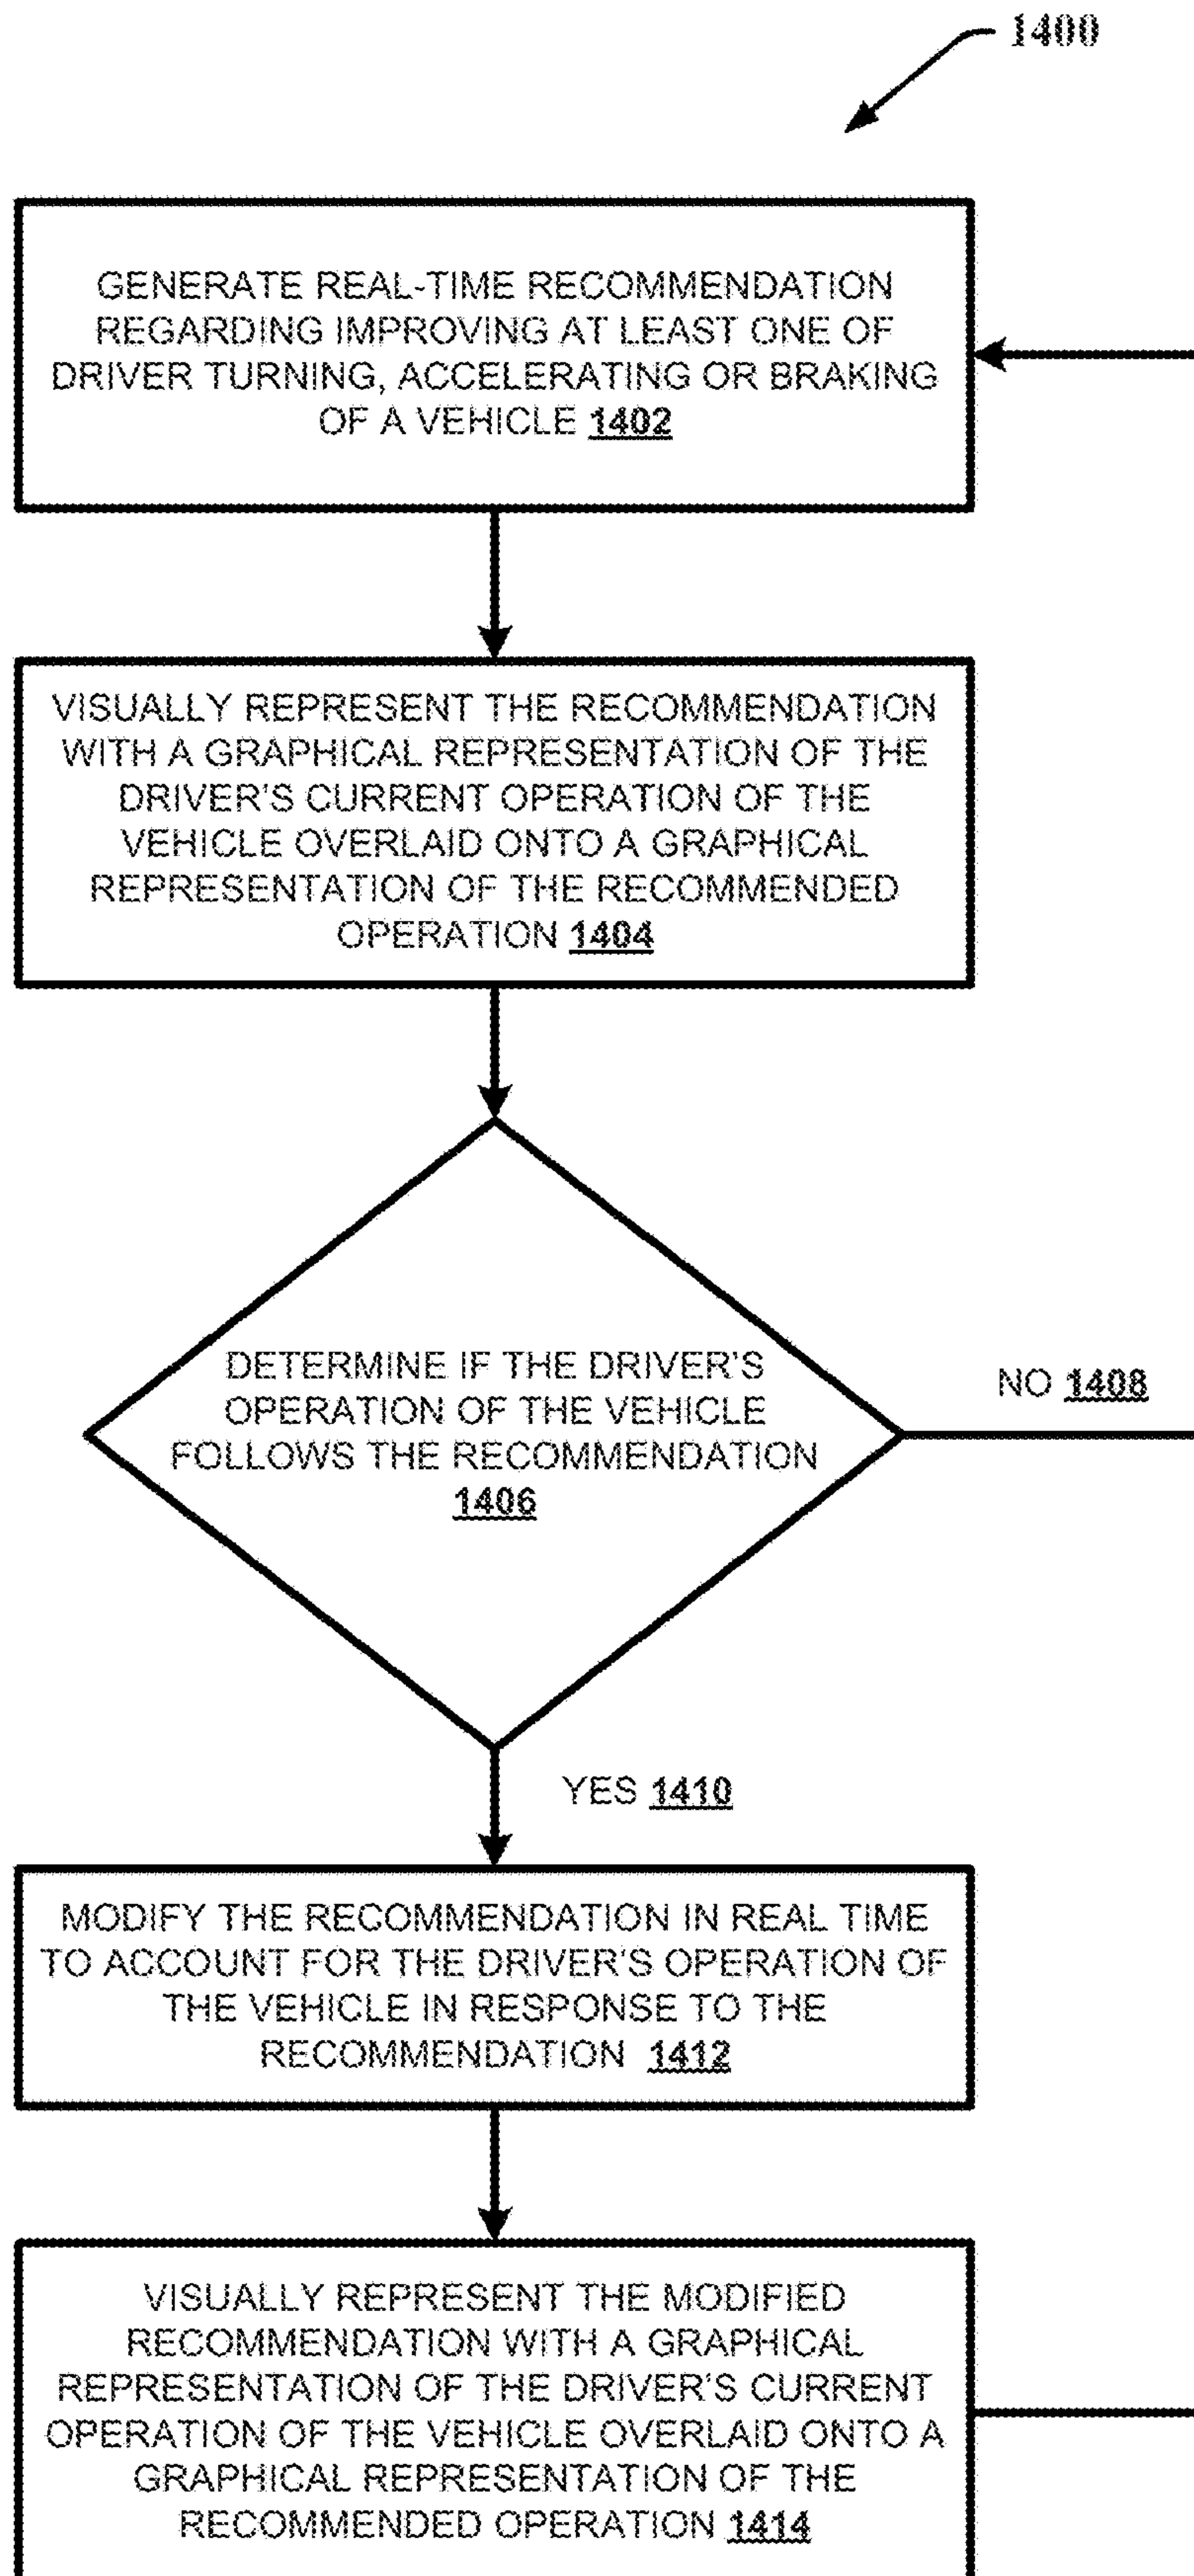 1400
GENERATE REAL-TIME RECOMMENDATION
REGARDING IMPROVING AT LEAST ONE OF
DRIVER TURNING, ACCELERATING OR BRAKING
OF A VEHICLE 1402
VISUALLY REPRESENT THE RECOMMENDATION
WITH A GRAPHICAL REPRESENTATION OF THE
DRIVER'S CURRENT OPERATION OF THE
VEHICLE OVERLAID ONTO A GRAPHICAL
REPRESENTATION OF THE RECOMMENDED
OPERATION 1404
DETERMINE IF THE DRIVER'S
OPERATION OF THE VEHICLE
FOLLOWS THE RECOMMENDATION
1406
NO 1408
YES 1410
MODIFY THE RECOMMENDATION IN REAL TIME
TO ACCOUNT FOR THE DRIVER'S OPERATION OF
THE VEHICLE IN RESPONSE TO THE
RECOMMENDATION 1412
VISUALLY REPRESENT THE MODIFIED
RECOMMENDATION WITH A GRAPHICAL
REPRESENTATION OF THE DRIVER'S CURRENT
OPERATION OF THE VEHICLE OVERLAID ONTO A
GRAPHICAL REPRESENTATION OF THE
RECOMMENDED OPERATION 1414